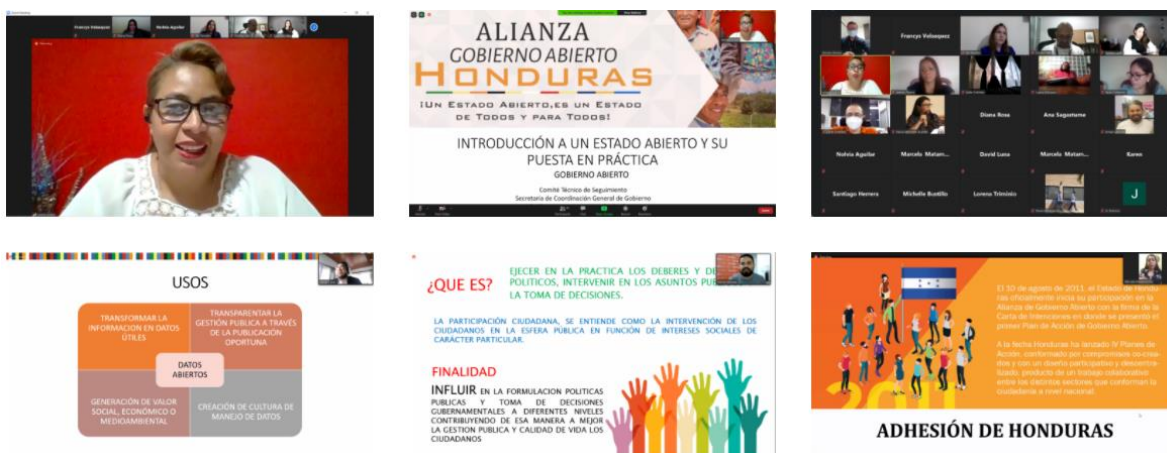 Francys Velasquez
Nolvia Aguilar
ALIANZA
GOBIERNO ABIERTO
HONDURAS
¡UN ESTADO ABIERTO, ES UN ESTADO
DE TODOS Y PARA TODOS!
INTRODUCCIÓN A UN ESTADO ABIERTO Y SU
PUESTA EN PRÁCTICA
GOBIERNO ABIERTO
Comité Técnico de Seguimiento
Secretaría de Coordinación General de Gobierno
Francys Velasquez
Diana Rosa
Ana Sagastume
Nolvia Aguilar
Marcela Matam...
David Luna
Marcela Matam...
Karen
Santiago Herrera
Michelle Bustillo
Lorena Triminio
J
USOS
TRANSFORMAR LA
INFORMACION EN DATOS
ÚTILES
TRANSPARENTAR LA
GESTIÓN PUBLICA A TRAVÉS
DE LA PUBLICACIÓN
OPORTUNA
DATOS
ABIERTOS
GENERACIÓN DE VALOR
SOCIAL, ECONÓMICO O
MEDIOAMBIENTAL
CREACIÓN DE CULTURA DE
MANEJO DE DATOS
¿QUE ES?
EJECER EN LA PRACTICA LOS DEBERES Y
POLITICOS, INTERVENIR EN LOS ASUNTOS
LA TOMA DE DECISIONES.
LA PARTICIPACIÓN CIUDADANA, SE ENTIENDE COMO LA INTERVENCIÓN DE LOS
CIUDADANOS EN LA ESFERA PÚBLICA EN FUNCIÓN DE INTERESES SOCIALES DE
CARÁCTER PARTICULAR.
FINALIDAD
INFLUIR EN LA FORMULACION POLITICAS
PUBLICAS Y TOMA DE DECISIONES
GUBERNAMENTALES A DIFERENTES NIVELES
CONTRIBUYENDO DE ESA MANERA A MEJOR
LA GESTION PUBLICA Y CALIDAD DE VIDA LOS
CIUDADANOS
El 10 de agosto de 2011, el Estado de Hondu-
ras oficialmente inicia su participación en la
Alianza de Gobierno Abierto con la firma de la
Carta de Intenciones en donde se presentó el
primer Plan de Acción de Gobierno Abierto.
A la fecha Honduras ha lanzado IV Planes de
Acción, conformado por compromisos co-crea-
dos y con un diseño participativo y descentra-
lizado, producto de un trabajo colaborativo
entre los distintos sectores que conforman la
ciudadanía a nivel nacional.
ADHESIÓN DE HONDURAS